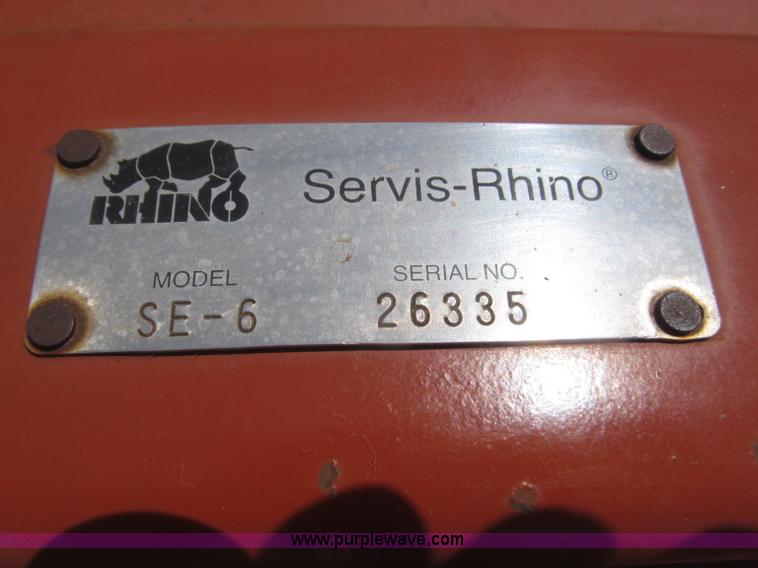 RHINO
Servis-Rhino®
MODEL SERIAL NO.
SE-6 26335
www.purplewave.com